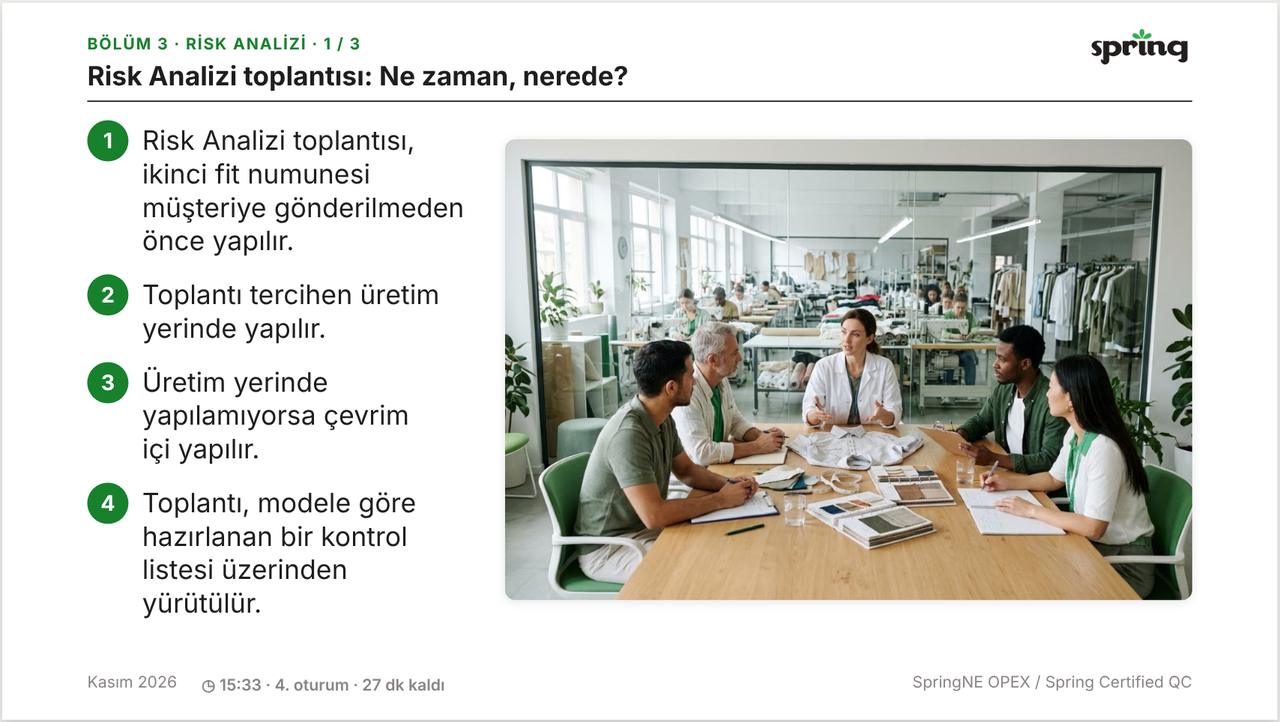 BÖLÜM 3 · RİSK ANALİZİ · 1 / 3
spring
Risk Analizi toplantısı: Ne zaman, nerede?
1 Risk Analizi toplantısı,
ikinci fit numunesi
müşteriye gönderilmeden
önce yapılır.
2 Toplantı tercihen üretim
yerinde yapılır.
3 Üretim yerinde
yapılamıyorsa çevrim
içi yapılır.
4 Toplantı, modele göre
hazırlanan bir kontrol
listesi üzerinden
yürütülür.
Kasım 2026 15:33 · 4. oturum · 27 dk kaldı SpringNE OPEX / Spring Certified QC